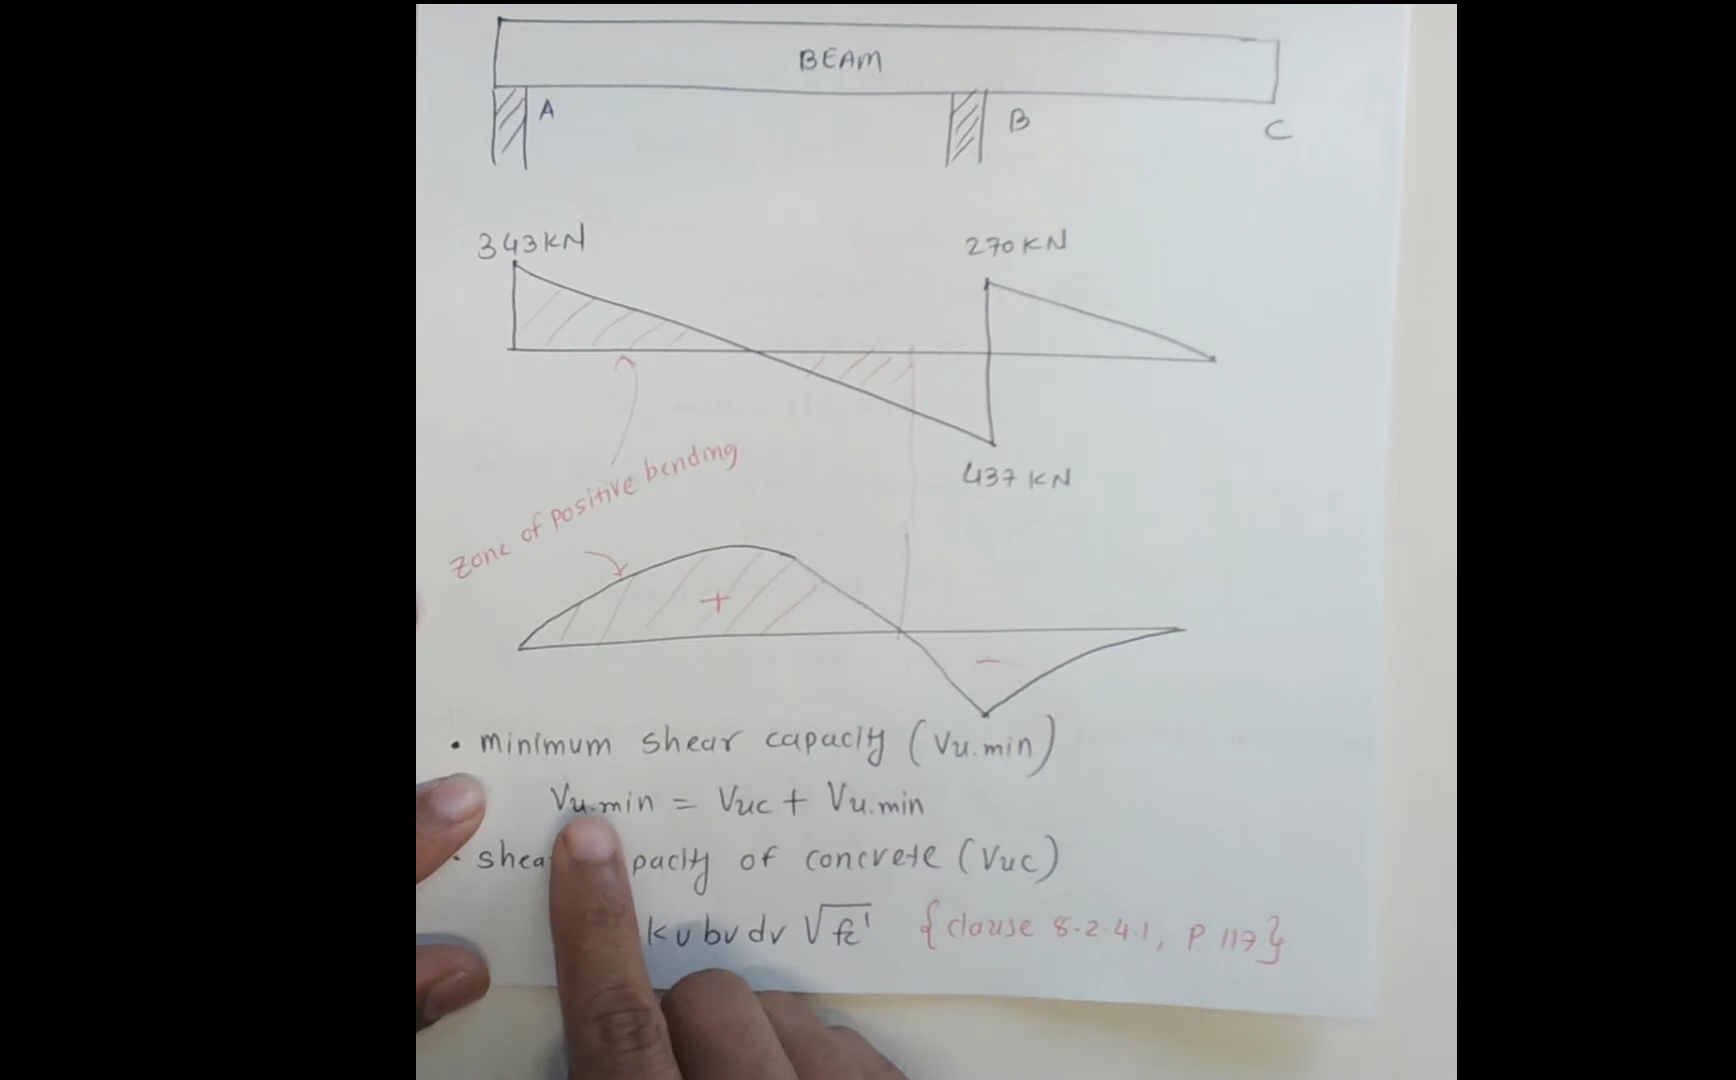 BEAM
A
B
C
343KN
270KN
437KN
zone of positive bending
+
−
• minimum shear capacity (Vu.min)
Vu.min = Vuc + Vu.min
• shea pacity of concrete (Vuc)
kv bv dv √fc' {clause 8.2.4.1, P. 117}